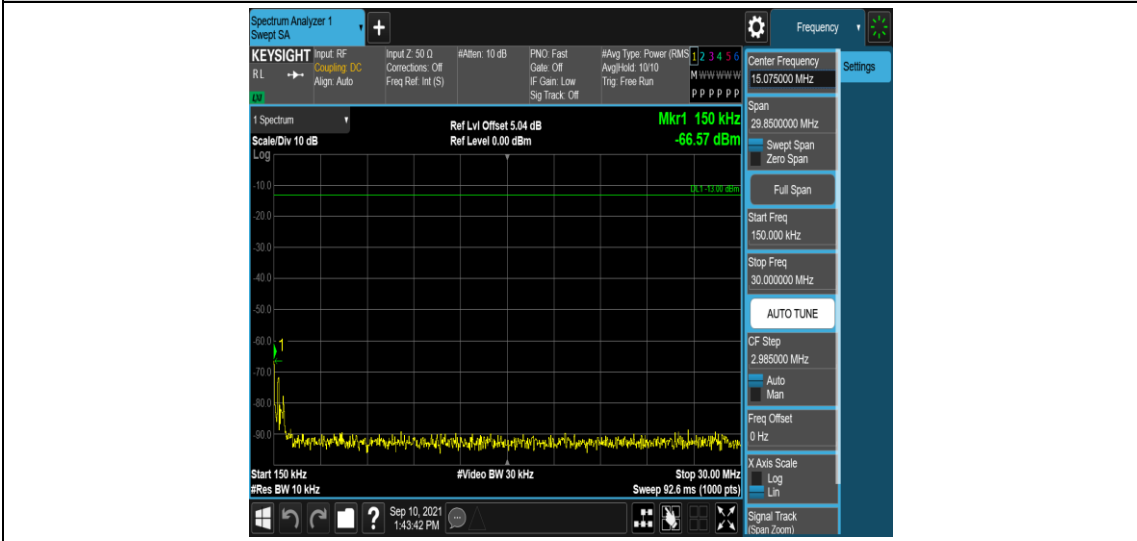 Spectrum Analyzer 1
Swept SA
Frequency
KEYSIGHT
Input: RF
Input Z: 50 Ω
#Atten: 10 dB
PNO: Fast
#Avg Type: Power (RMS
1 2 3 4 5 6
RL
Coupling: DC
Corrections: Off
Gate: Off
Avg|Hold: 10/10
M W W W W W
Align: Auto
Freq Ref: Int (S)
IF Gain: Low
Trig: Free Run
Sig Track: Off
P P P P P P
Center Frequency
15.075000 MHz
Settings
Span
29.8500000 MHz
Swept Span
Zero Span
Full Span
Start Freq
150.000 kHz
Stop Freq
30.000000 MHz
AUTO TUNE
CF Step
2.985000 MHz
Auto
Man
Freq Offset
0 Hz
X Axis Scale
Log
Lin
Signal Track
(Span Zoom)
1 Spectrum
Ref Lvl Offset 5.04 dB
Mkr1 150 kHz
Scale/Div 10 dB
Ref Level 0.00 dBm
-66.57 dBm
Log
-10.0
DL1 -13.00 dBm
-20.0
-30.0
-40.0
-50.0
-60.0
1
-70.0
-80.0
-90.0
Start 150 kHz
#Video BW 30 kHz
Stop 30.00 MHz
#Res BW 10 kHz
Sweep 92.6 ms (1000 pts)
?
Sep 10, 2021
1:43:42 PM